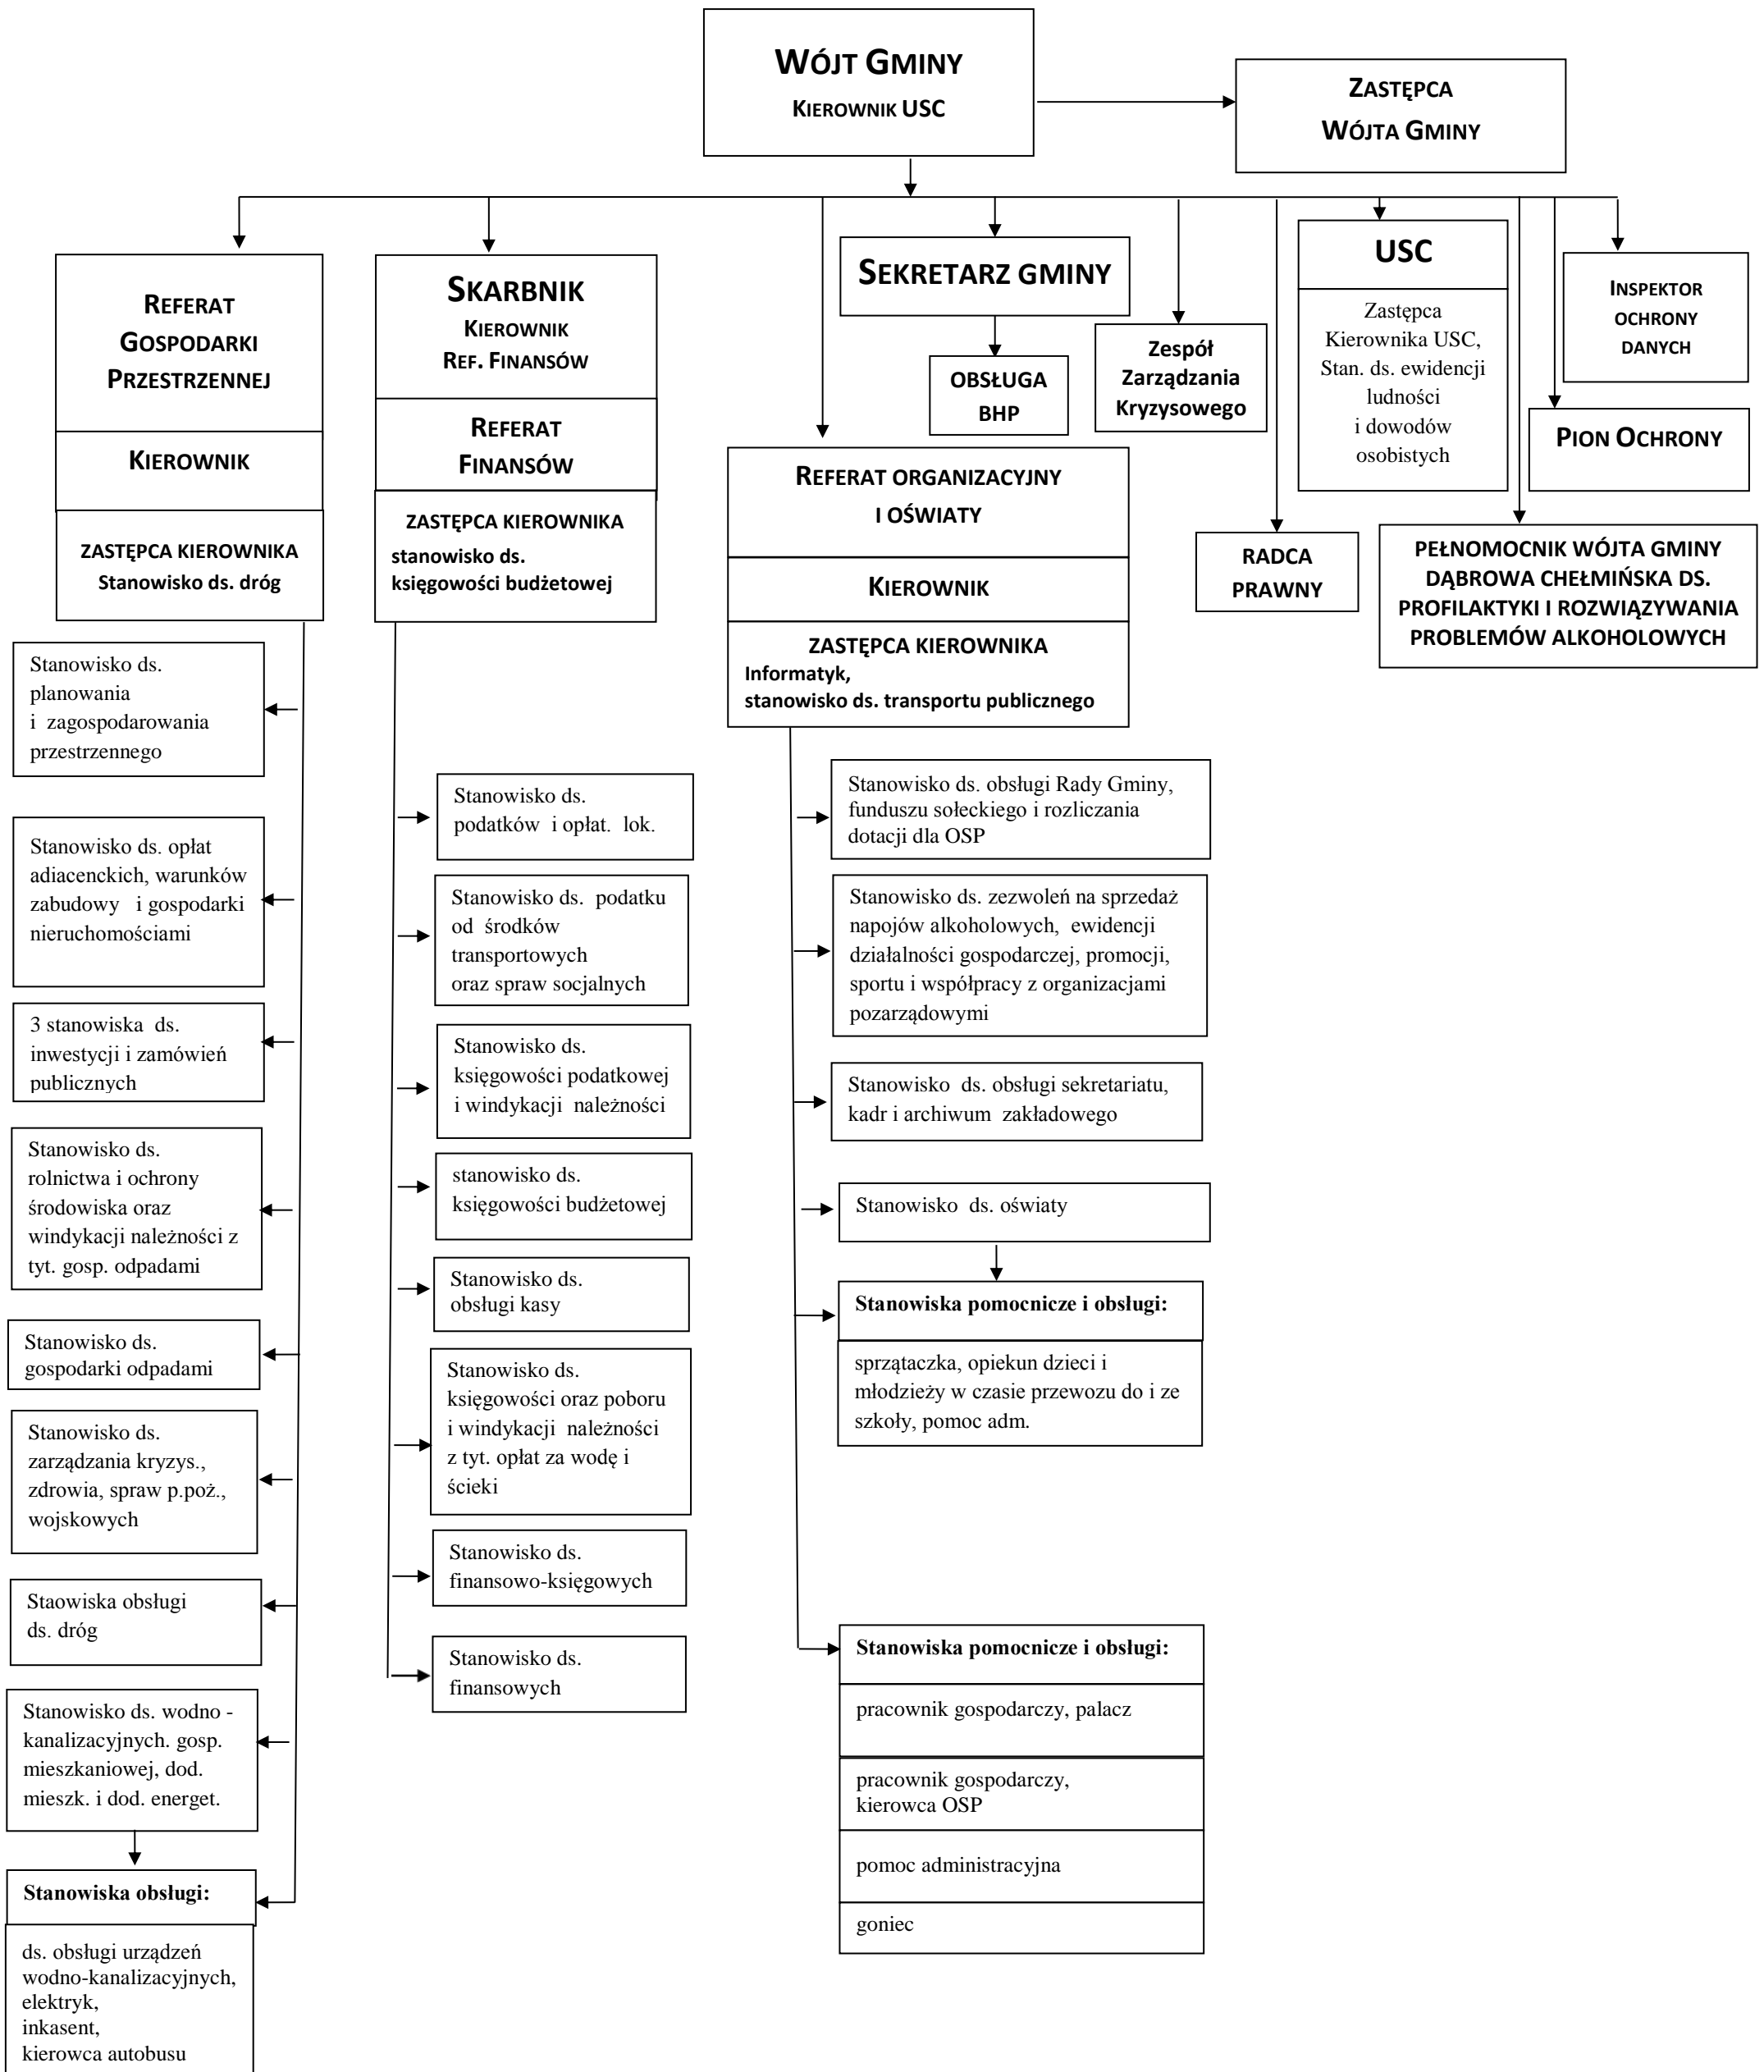 WÓJT GMINY
KIEROWNIK USC
ZASTĘPCA
WÓJTA GMINY
REFERAT
GOSPODARKI
PRZESTRZENNEJ
KIEROWNIK
ZASTĘPCA KIEROWNIKA
Stanowisko ds. dróg
SKARBNIK
KIEROWNIK
REF. FINANSÓW
REFERAT
FINANSÓW
ZASTĘPCA KIEROWNIKA
stanowisko ds.
księgowości budżetowej
SEKRETARZ GMINY
OBSŁUGA
BHP
REFERAT ORGANIZACYJNY
I OŚWIATY
KIEROWNIK
ZASTĘPCA KIEROWNIKA
Informatyk,
stanowisko ds. transportu publicznego
Zespół
Zarządzania
Kryzysowego
RADCA
PRAWNY
USC
Zastępca
Kierownika USC,
Stan. ds. ewidencji
ludności
i dowodów
osobistych
PEŁNOMOCNIK WÓJTA GMINY
DĄBROWA CHEŁMIŃSKA DS.
PROFILAKTYKI I ROZWIĄZYWANIA
PROBLEMÓW ALKOHOLOWYCH
PION OCHRONY
INSPEKTOR
OCHRONY
DANYCH
Stanowisko ds.
planowania
i zagospodarowania
przestrzennego
Stanowisko ds. opłat
adiacenckich, warunków
zabudowy i gospodarki
nieruchomościami
3 stanowiska ds.
inwestycji i zamówień
publicznych
Stanowisko ds.
rolnictwa i ochrony
środowiska oraz
windykacji należności z
tyt. gosp. odpadami
Stanowisko ds.
gospodarki odpadami
Stanowisko ds.
zarządzania kryzys.,
zdrowia, spraw p.poż.,
wojskowych
Staowiska obsługi
ds. dróg
Stanowisko ds. wodno -
kanalizacyjnych. gosp.
mieszkaniowej, dod.
mieszk. i dod. energet.
Stanowiska obsługi:
ds. obsługi urządzeń
wodno-kanalizacyjnych,
elektryk,
inkasent,
kierowca autobusu
Stanowisko ds.
podatków i opłat. lok.
Stanowisko ds. podatku
od środków
transportowych
oraz spraw socjalnych
Stanowisko ds.
księgowości podatkowej
i windykacji należności
stanowisko ds.
księgowości budżetowej
Stanowisko ds.
obsługi kasy
Stanowisko ds.
księgowości oraz poboru
i windykacji należności
z tyt. opłat za wodę i
ścieki
Stanowisko ds.
finansowo-księgowych
Stanowisko ds.
finansowych
Stanowisko ds. obsługi Rady Gminy,
funduszu sołeckiego i rozliczania
dotacji dla OSP
Stanowisko ds. zezwoleń na sprzedaż
napojów alkoholowych, ewidencji
działalności gospodarczej, promocji,
sportu i współpracy z organizacjami
pozarządowymi
Stanowisko ds. obsługi sekretariatu,
kadr i archiwum zakładowego
Stanowisko ds. oświaty
Stanowiska pomocnicze i obsługi:
sprzątaczka, opiekun dzieci i
młodzieży w czasie przewozu do i ze
szkoły, pomoc adm.
Stanowiska pomocnicze i obsługi:
pracownik gospodarczy, palacz
pracownik gospodarczy,
kierowca OSP
pomoc administracyjna
goniec